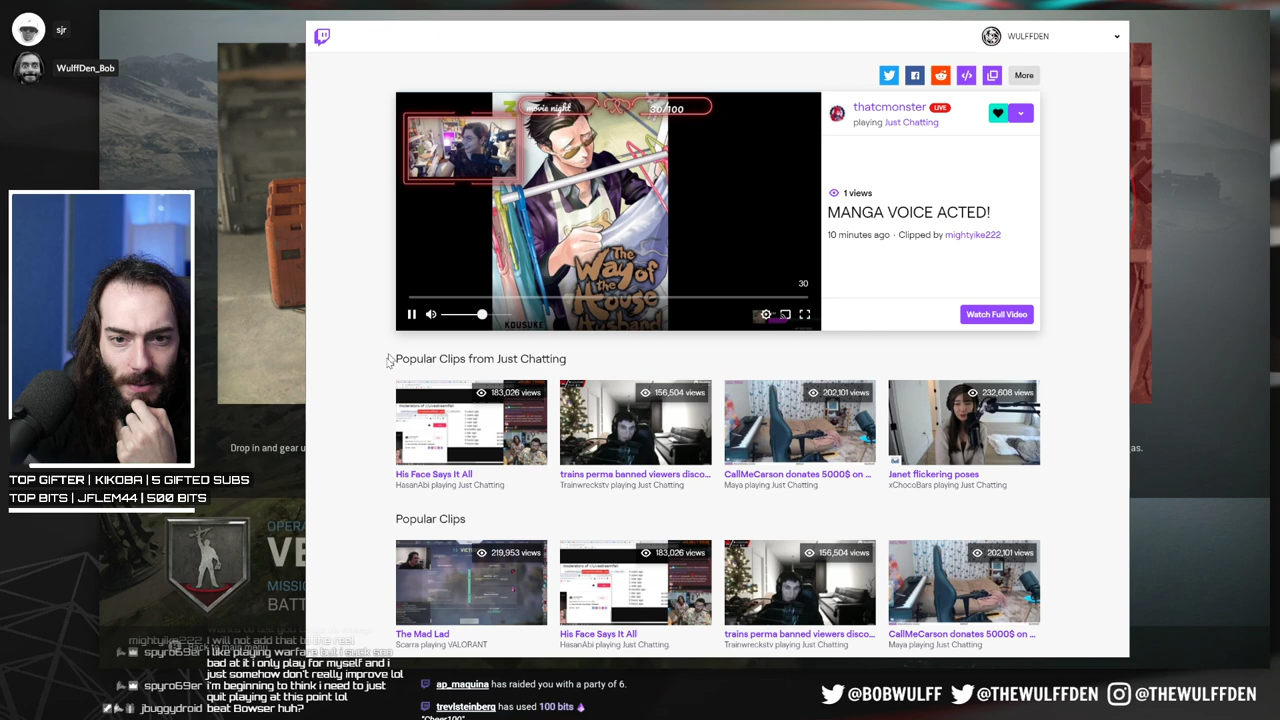 sjr
WulffDen_Bob
WULFFDEN
More
movie night
30/100
The Way of the House Husband
KOUSUKE
30
thatcmonster LIVE
playing Just Chatting
1 views
MANGA VOICE ACTED!
10 minutes ago · Clipped by mightyike222
Watch Full Video
Drop in and gear u
as.
Popular Clips from Just Chatting
183,026 views
156,504 views
202,101 views
232,608 views
His Face Says It All
trains perma banned viewers disco...
CallMeCarson donates 5000$ on ...
Janet flickering poses
HasanAbi playing Just Chatting
Trainwreckstv playing Just Chatting
Maya playing Just Chatting
xChocoBars playing Just Chatting
TOP GIFTER | KIKOBA | 5 GIFTED SUBS
TOP BITS | JFLEM44 | 500 BITS
Popular Clips
219,953 views
183,026 views
156,504 views
202,101 views
The Mad Lad
His Face Says It All
trains perma banned viewers disco...
CallMeCarson donates 5000$ on ...
Scarra playing VALORANT
HasanAbi playing Just Chatting
Trainwreckstv playing Just Chatting
Maya playing Just Chatting
OPERA
VE
MISSI
BATT
mightyike222 I will not add that to the reel
spyro69er i like playing warfare but i suck soo
bad at it i only play for myself and i
just somehow don't really improve lol
spyro69er i'm beginning to think i need to just
quit playing at this point lol
jbuggydroid beat Bowser huh?
ap_maquina has raided you with a party of 6.
trevlsteinberg has used 100 bits
"Cheer100"
@BOBWULFF @THEWULFFDEN @THEWULFFDEN